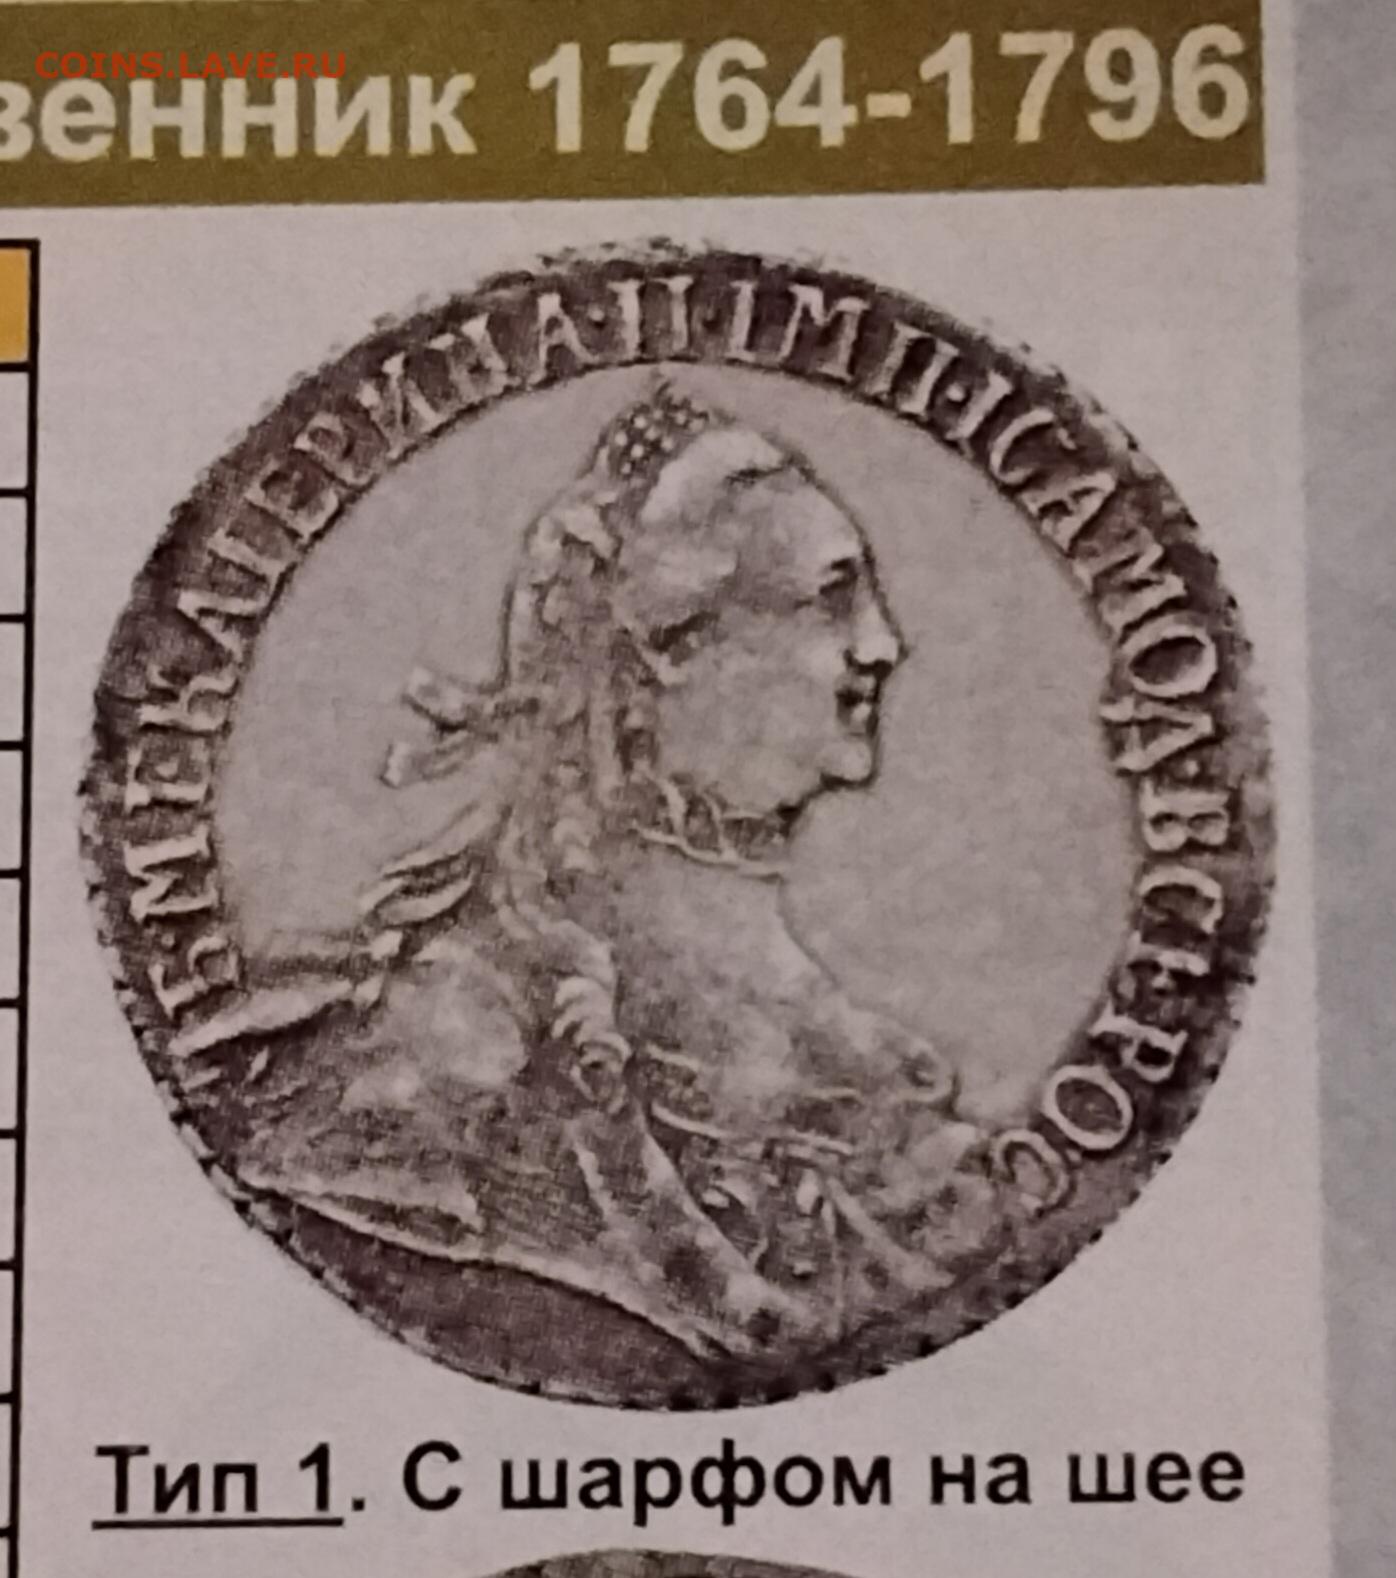 COINS.LAVE.RU
венник 1764-1796
Б·М·ЕКАТЕРИНА·II·IМП·IСАМОД·ВСЕРОС·
Тип 1. С шарфом на шее